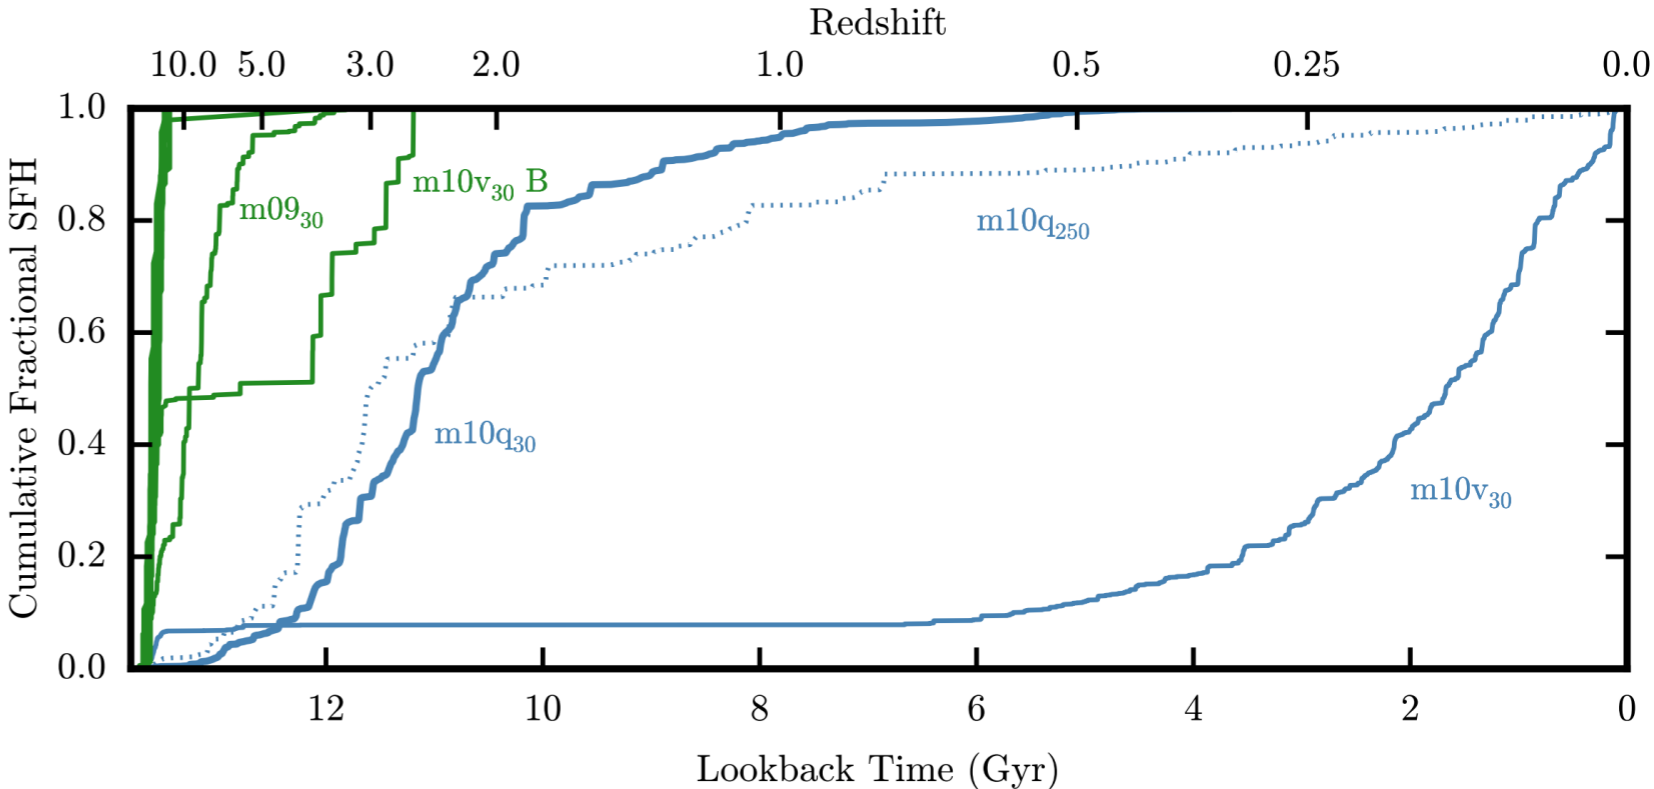 Redshift
10.0 5.0 3.0 2.0 1.0 0.5 0.25 0.0
1.0
m10v₃₀ B
m09₃₀
0.8
m10q₂₅₀
0.6
0.4
m10q₃₀
m10v₃₀
0.2
0.0
Cumulative Fractional SFH
12 10 8 6 4 2 0
Lookback Time (Gyr)